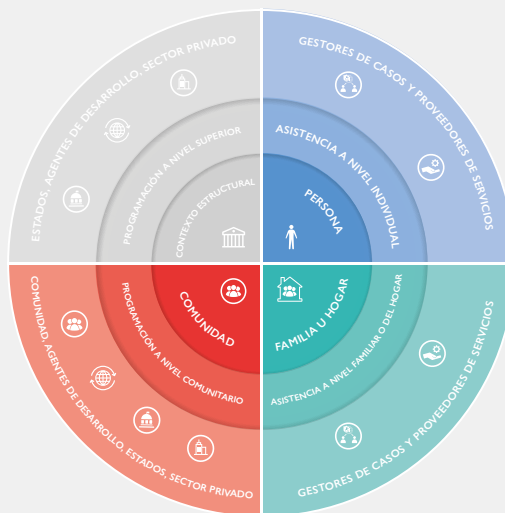 ESTADOS, AGENTES DE DESARROLLO, SECTOR PRIVADO
PROGRAMACIÓN A NIVEL SUPERIOR
CONTEXTO ESTRUCTURAL
GESTORES DE CASOS Y PROVEEDORES DE SERVICIOS
ASISTENCIA A NIVEL INDIVIDUAL
PERSONA
COMUNIDAD
PROGRAMACIÓN A NIVEL COMUNITARIO
COMUNIDAD, AGENTES DE DESARROLLO, ESTADOS, SECTOR PRIVADO
FAMILIA U HOGAR
ASISTENCIA A NIVEL FAMILIAR O DEL HOGAR
GESTORES DE CASOS Y PROVEEDORES DE SERVICIOS